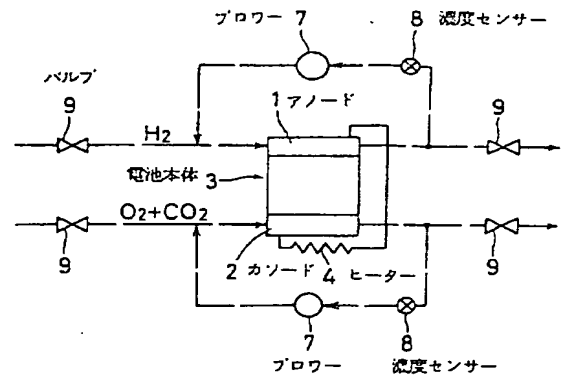 ブロワー 7
8 濃度センサー
バルブ
9
1 アノード
9
H2
電池本体 3
O2+CO2
9
2 カソード 4 ヒーター
9
7
ブロワー
8
濃度センサー